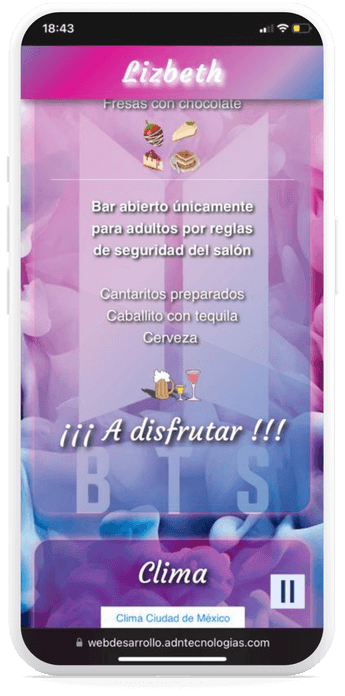 18:43
Lizbeth
Fresas con chocolate
Bar abierto únicamente
para adultos por reglas
de seguridad del salón
Cantaritos preparados
Caballito con tequila
Cerveza
¡¡¡ A disfrutar !!!
BTS
Clima
Clima Ciudad de México
webdesarrollo.adntecnologias.com